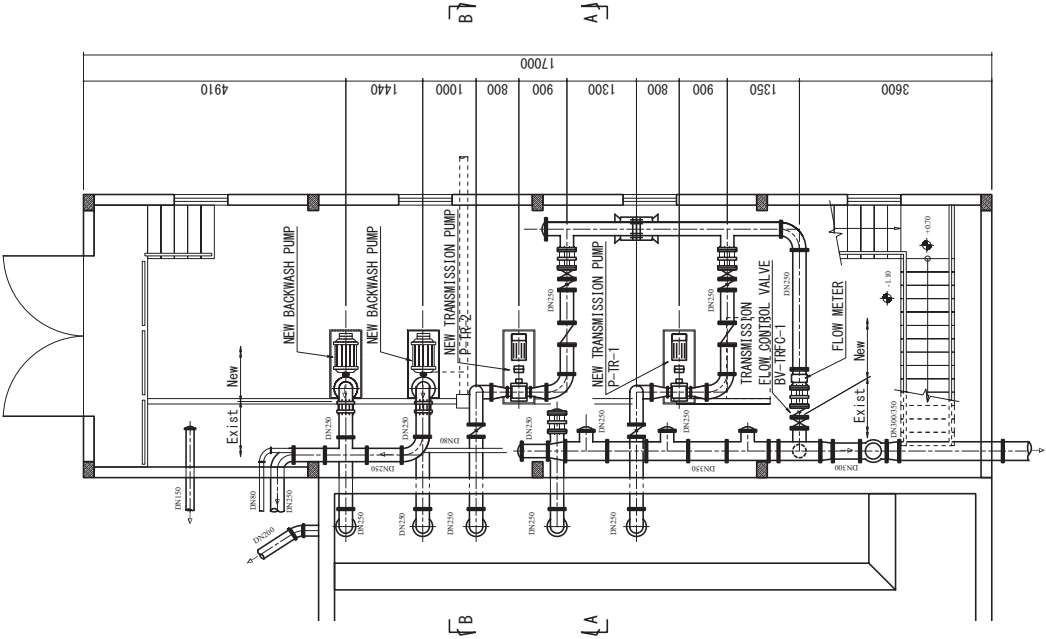 B
A
17000
4910
1440
1000
800
900
1300
800
900
1350
3600
NEW BACKWASH PUMP
NEW BACKWASH PUMP
NEW TRANSMISSION PUMP
P-TR-2
NEW TRANSMISSION PUMP
P-TR-1
TRANSMISSION
FLOW CONTROL VALVE
BV-TRFC-1
FLOW METER
+0.70
-1.10
DN250
DN250
DN250
New
Exist
New
Exist
DN250
DN250
DN80
DN250
DN250
DN250
DN350
DN300
DN300/350
DN150
DN80
DN250
DN200
DN250
DN250
DN250
DN250
DN250
B
A